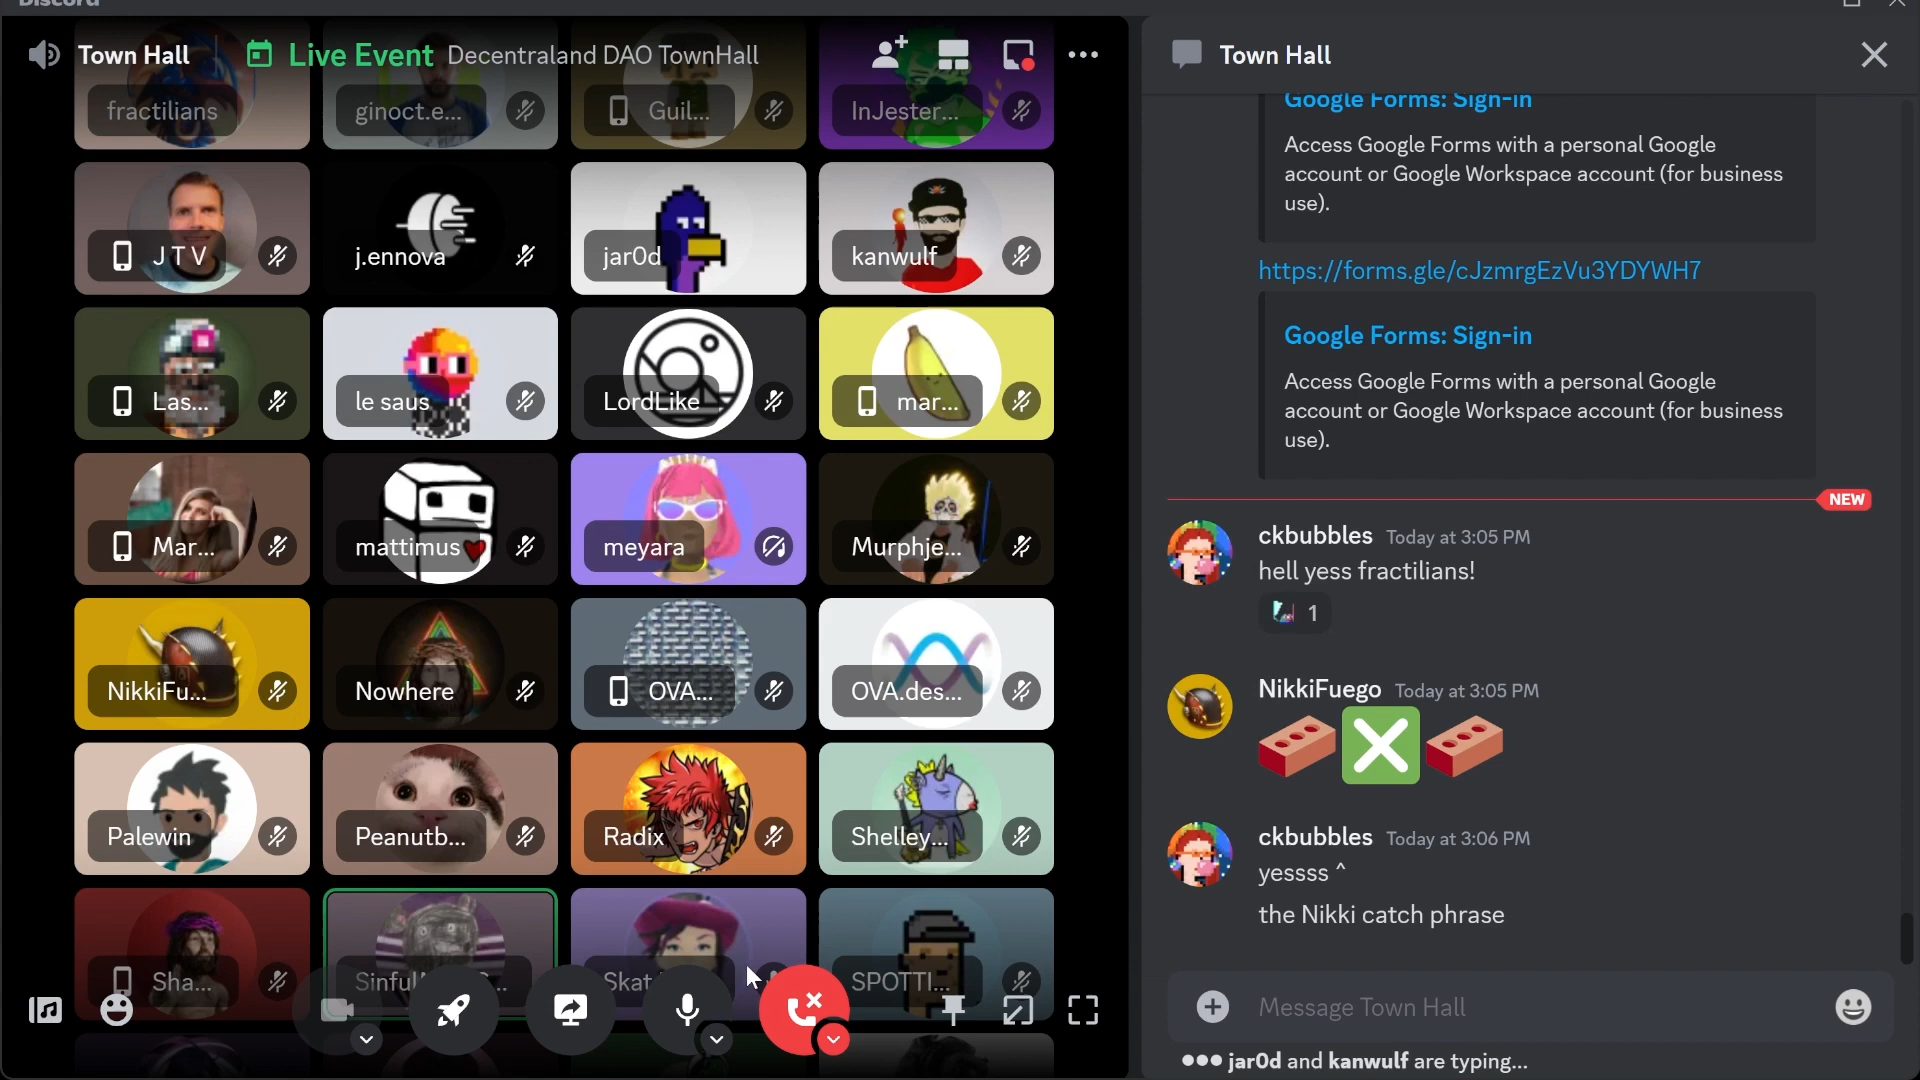 Discord
Town Hall
Live Event
Decentraland DAO TownHall
fractilians
ginoct.e...
Guil...
InJester...
J T V
j.ennova
jar0d
kanwulf
Las...
le saus
LordLike
mar...
Mar...
mattimus
meyara
Murphje...
NikkiFu...
Nowhere
OVA...
OVA.des...
Palewin
Peanutb...
Radix
Shelley...
Sha...
Skat
SPOTTI...
Town Hall
Google Forms: Sign-in
Access Google Forms with a personal Google
account or Google Workspace account (for business
use).
https://forms.gle/cJzmrgEzVu3YDYWH7
Google Forms: Sign-in
Access Google Forms with a personal Google
account or Google Workspace account (for business
use).
NEW
ckbubbles Today at 3:05 PM
hell yess fractilians!
1
NikkiFuego Today at 3:05 PM
ckbubbles Today at 3:06 PM
yessss ^
the Nikki catch phrase
Message Town Hall
jar0d and kanwulf are typing...